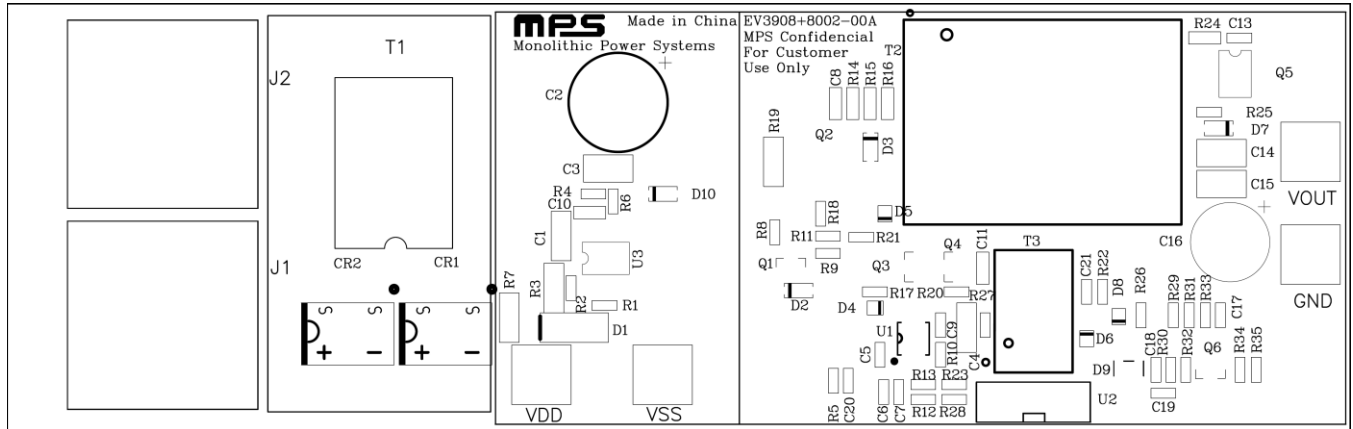 J2
J1
T1
CR2
CR1
S
S
S
S
+
-
+
-
mPS
Made in China
Monolithic Power Systems
+
C2
C3
R4
C10
R6
D10
C1
U3
R7
R3
R2
R1
D1
VDD
VSS
EV3908+8002-00A
MPS Confidencial
For Customer
Use Only
T2
C8
R14
R15
R16
Q2
R19
D3
R18
D5
R8
R11
R21
Q1
R9
Q3
Q4
C11
T3
D2
R17
R20
D4
R27
U1
C9
C5
R10
C4
R13
R23
R5
C20
C6
C7
R12
R28
U2
R24
C13
Q5
R25
D7
C14
C15
VOUT
+
C16
GND
C21
R22
D8
R26
R29
R31
R33
C17
D6
D9
C18
R30
R32
Q6
R34
R35
C19